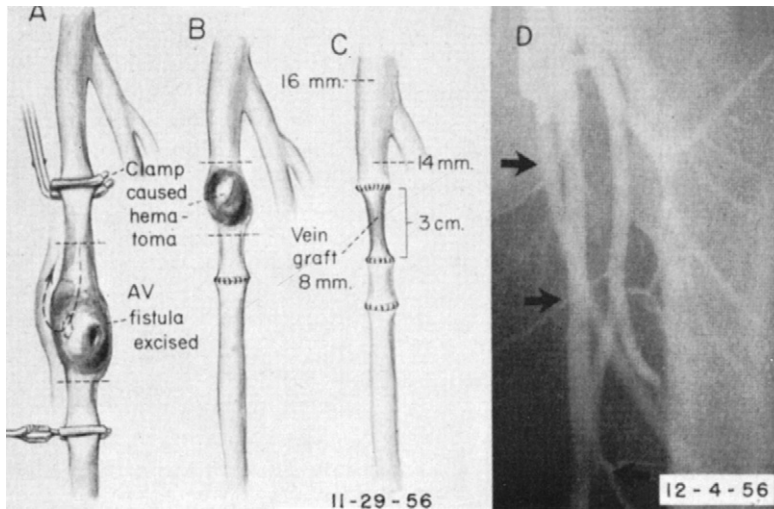 A
B
C
D
16 mm.
14 mm.
Clamp
caused
hema-
toma
3 cm.
Vein
graft
8 mm.
AV
fistula
excised
11-29-56
12-4-56